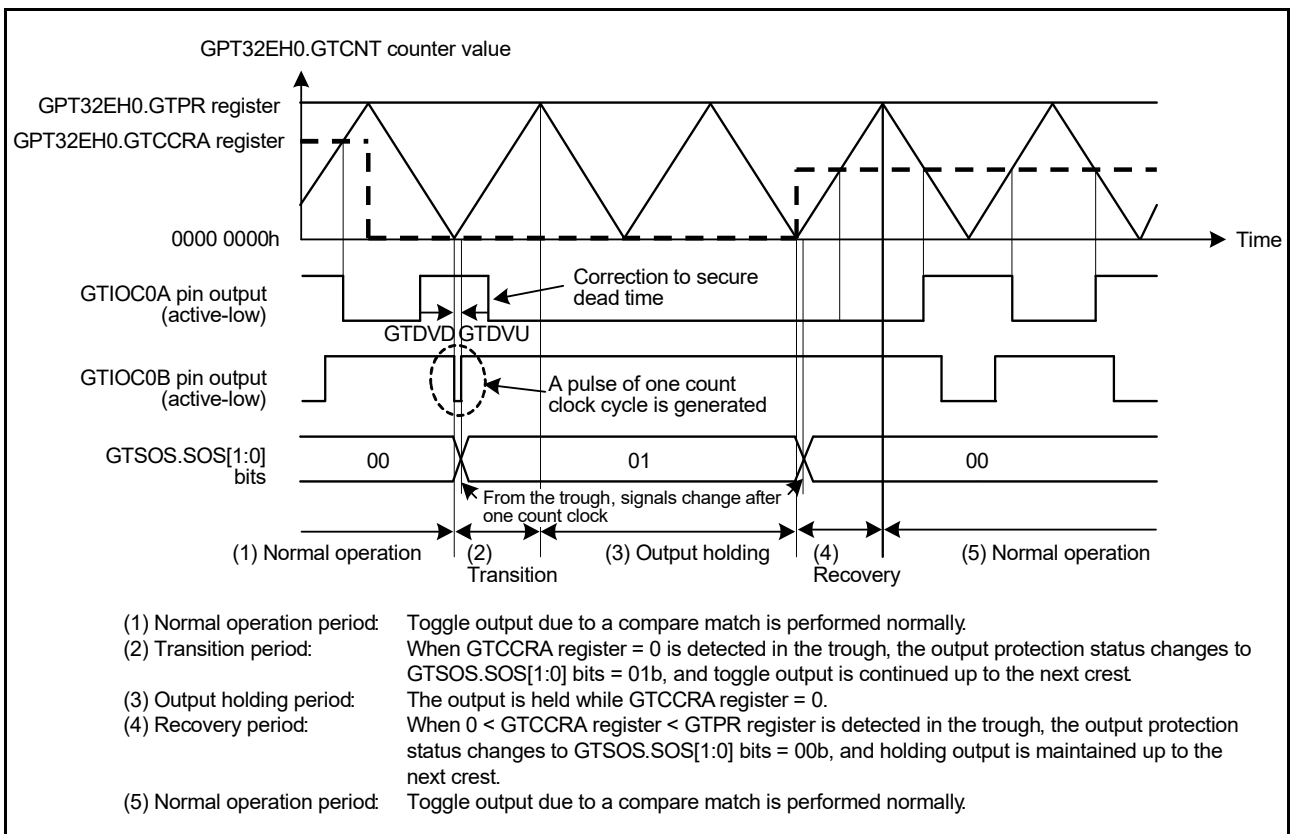 GPT32EH0.GTCNT counter value
GPT32EH0.GTPR register
GPT32EH0.GTCCRA register
0000 0000h
Time
GTIOC0A pin output
(active-low)
Correction to secure
dead time
GTDVD GTDVU
GTIOC0B pin output
(active-low)
A pulse of one count
clock cycle is generated
GTSOS.SOS[1:0]
bits
00
01
00
From the trough, signals change after
one count clock
(1) Normal operation
(2)
Transition
(3) Output holding
(4)
Recovery
(5) Normal operation
(1) Normal operation period: Toggle output due to a compare match is performed normally.
(2) Transition period: When GTCCRA register = 0 is detected in the trough, the output protection status changes to
GTSOS.SOS[1:0] bits = 01b, and toggle output is continued up to the next crest.
(3) Output holding period: The output is held while GTCCRA register = 0.
(4) Recovery period: When 0 < GTCCRA register < GTPR register is detected in the trough, the output protection
status changes to GTSOS.SOS[1:0] bits = 00b, and holding output is maintained up to the
next crest.
(5) Normal operation period: Toggle output due to a compare match is performed normally.